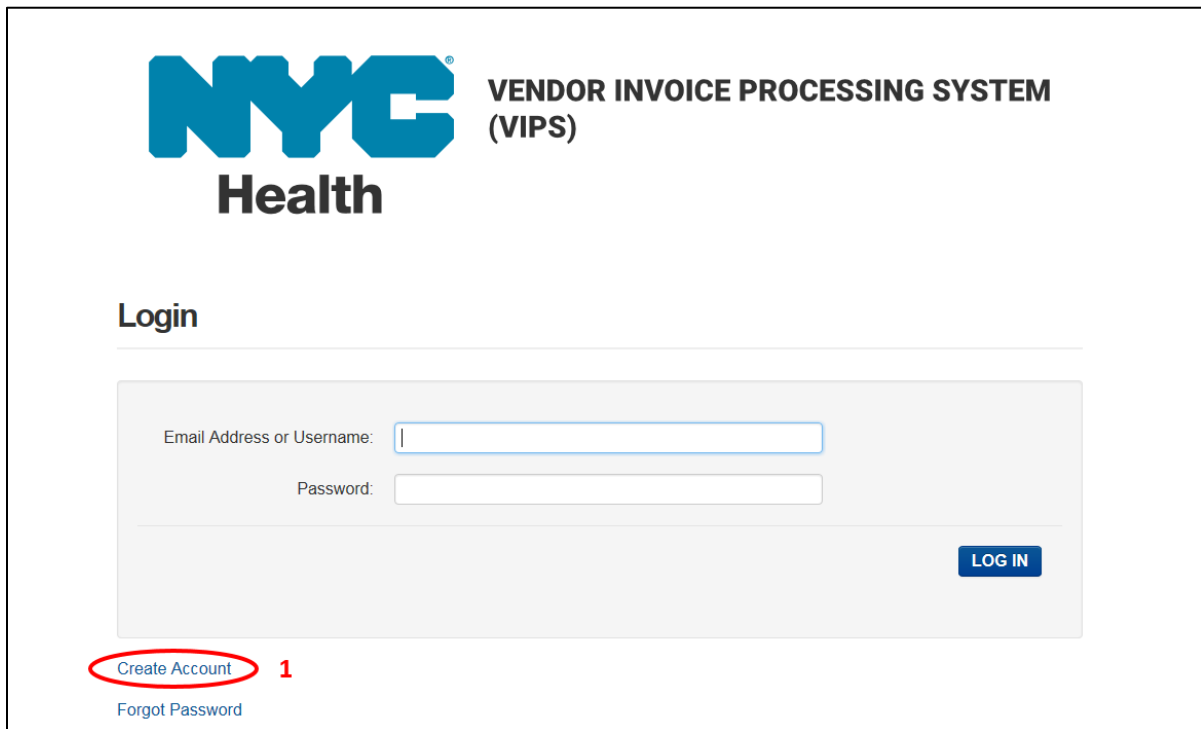 NYC®
Health
VENDOR INVOICE PROCESSING SYSTEM
(VIPS)
Login
Email Address or Username:
Password:
LOG IN
Create Account 1
Forgot Password